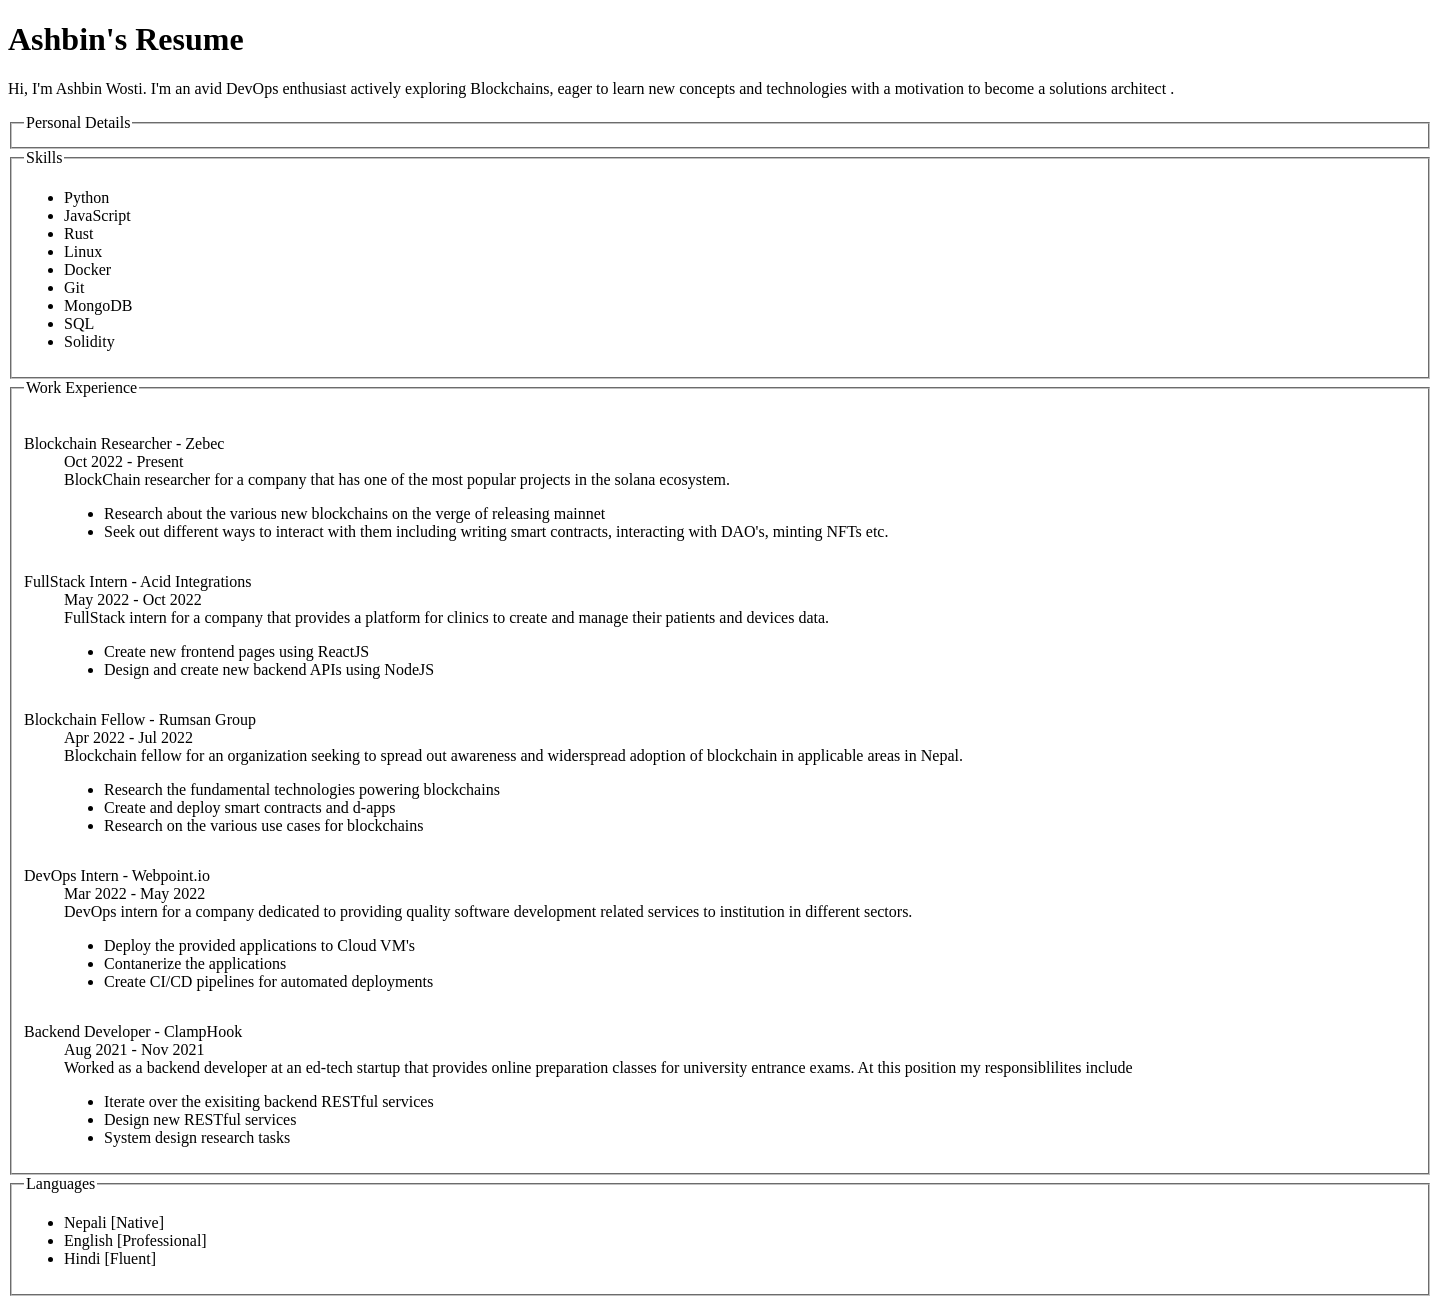 Ashbin's Resume
Hi, I'm Ashbin Wosti. I'm an avid DevOps enthusiast actively exploring Blockchains, eager to learn new concepts and technologies with a motivation to become a solutions architect .
Personal Details
Skills
Python
JavaScript
Rust
Linux
Docker
Git
MongoDB
SQL
Solidity
Work Experience
Blockchain Researcher - Zebec
Oct 2022 - Present
BlockChain researcher for a company that has one of the most popular projects in the solana ecosystem.
Research about the various new blockchains on the verge of releasing mainnet
Seek out different ways to interact with them including writing smart contracts, interacting with DAO's, minting NFTs etc.
FullStack Intern - Acid Integrations
May 2022 - Oct 2022
FullStack intern for a company that provides a platform for clinics to create and manage their patients and devices data.
Create new frontend pages using ReactJS
Design and create new backend APIs using NodeJS
Blockchain Fellow - Rumsan Group
Apr 2022 - Jul 2022
Blockchain fellow for an organization seeking to spread out awareness and widerspread adoption of blockchain in applicable areas in Nepal.
Research the fundamental technologies powering blockchains
Create and deploy smart contracts and d-apps
Research on the various use cases for blockchains
DevOps Intern - Webpoint.io
Mar 2022 - May 2022
DevOps intern for a company dedicated to providing quality software development related services to institution in different sectors.
Deploy the provided applications to Cloud VM's
Contanerize the applications
Create CI/CD pipelines for automated deployments
Backend Developer - ClampHook
Aug 2021 - Nov 2021
Worked as a backend developer at an ed-tech startup that provides online preparation classes for university entrance exams. At this position my responsiblilites include
Iterate over the exisiting backend RESTful services
Design new RESTful services
System design research tasks
Languages
Nepali [Native]
English [Professional]
Hindi [Fluent]